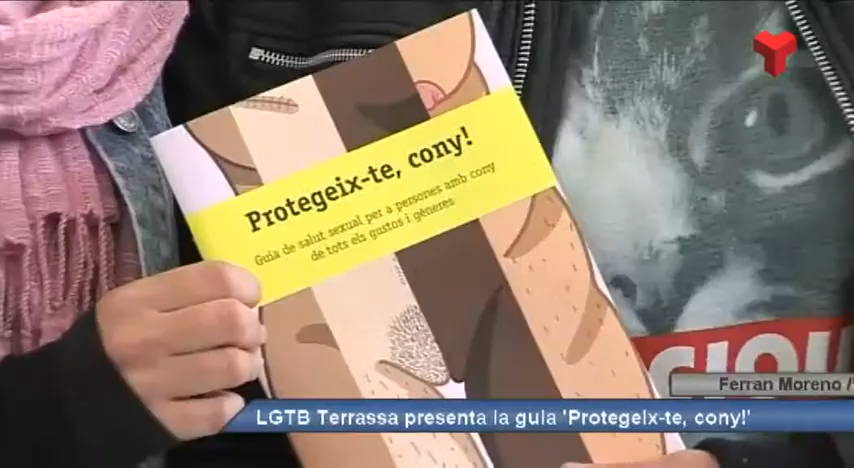 Protegeix-te, cony!
Guia de salut sexual per a persones amb cony
de tots els gustos i gèneres
Ferran Moreno /
LGTB Terrassa presenta la guia 'Protegeix-te, cony!'